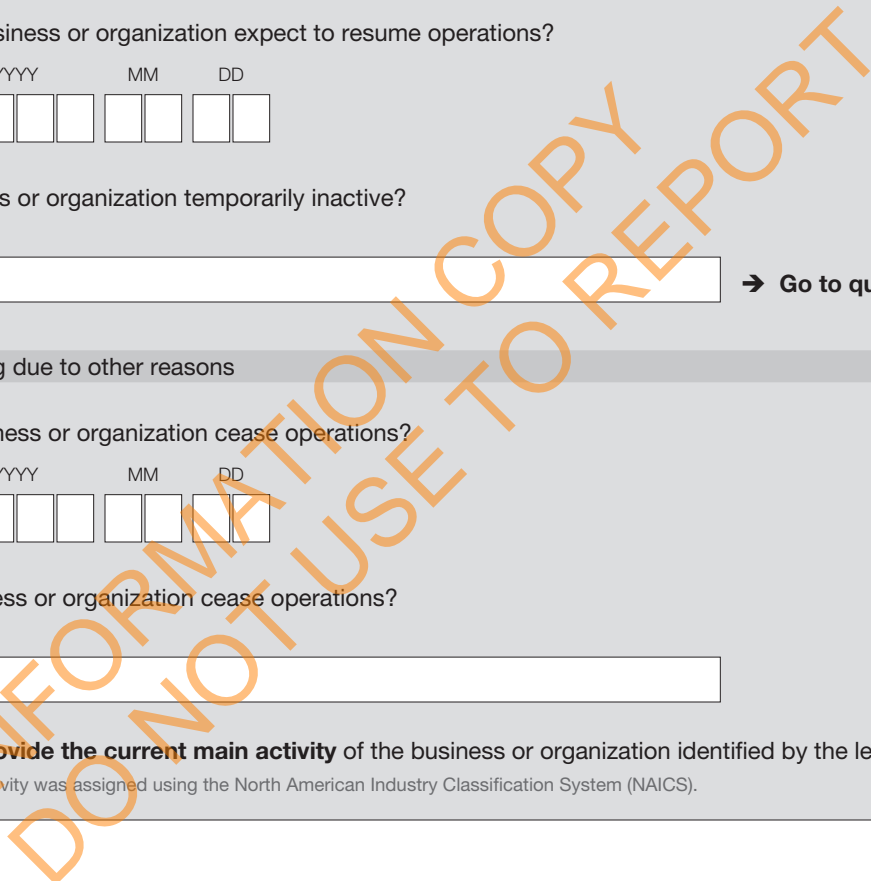 siness or organization expect to resume operations?
YYYY MM DD
s or organization temporarily inactive?
➔ Go to qu
g due to other reasons
ness or organization cease operations?
YYYY MM DD
ess or organization cease operations?
ovide the current main activity of the business or organization identified by the le
ivity was assigned using the North American Industry Classification System (NAICS).
INFORMATION COPY
DO NOT USE TO REPORT